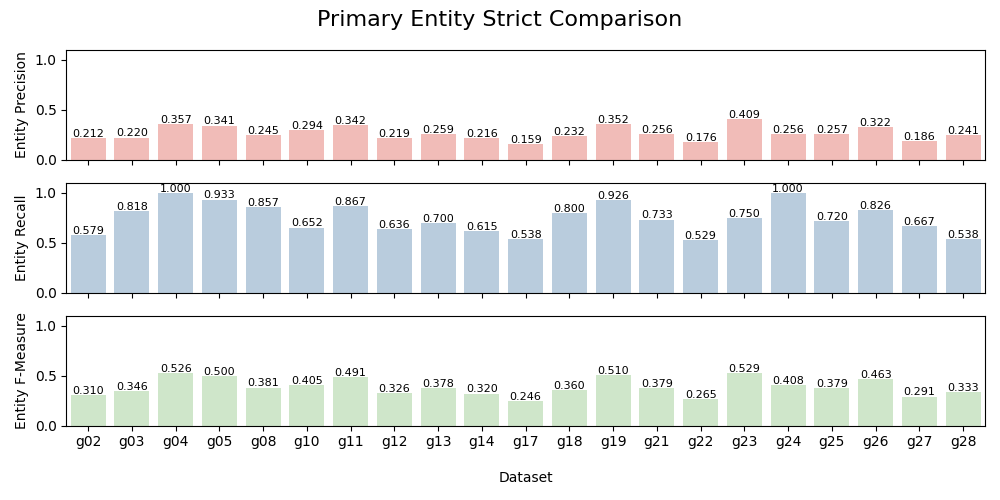 Primary Entity Strict Comparison
Entity Precision
1.0
0.5
0.0
0.212 0.220 0.357 0.341 0.245 0.294 0.342 0.219 0.259 0.216 0.159 0.232 0.352 0.256 0.176 0.409 0.256 0.257 0.322 0.186 0.241
Entity Recall
1.0
0.5
0.0
0.579 0.818 1.000 0.933 0.857 0.652 0.867 0.636 0.700 0.615 0.538 0.800 0.926 0.733 0.529 0.750 1.000 0.720 0.826 0.667 0.538
Entity F-Measure
1.0
0.5
0.0
0.310 0.346 0.526 0.500 0.381 0.405 0.491 0.326 0.378 0.320 0.246 0.360 0.510 0.379 0.265 0.529 0.408 0.379 0.463 0.291 0.333
g02 g03 g04 g05 g08 g10 g11 g12 g13 g14 g17 g18 g19 g21 g22 g23 g24 g25 g26 g27 g28
Dataset